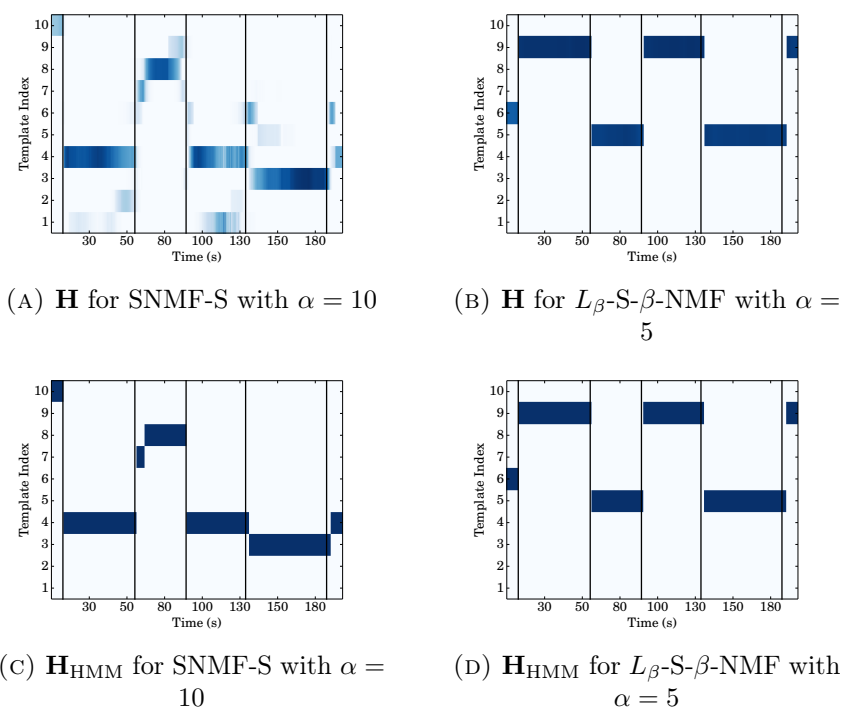 10
9
8
7
6
5
4
3
2
1
Template Index
30 50 80 100 130 150 180
Time (s)
10
9
8
7
6
5
4
3
2
1
Template Index
30 50 80 100 130 150 180
Time (s)
(A) H for SNMF-S with α = 10
(B) H for Lβ-S-β-NMF with α =
5
10
9
8
7
6
5
4
3
2
1
Template Index
30 50 80 100 130 150 180
Time (s)
10
9
8
7
6
5
4
3
2
1
Template Index
30 50 80 100 130 150 180
Time (s)
(C) HHMM for SNMF-S with α =
10
(D) HHMM for Lβ-S-β-NMF with
α = 5